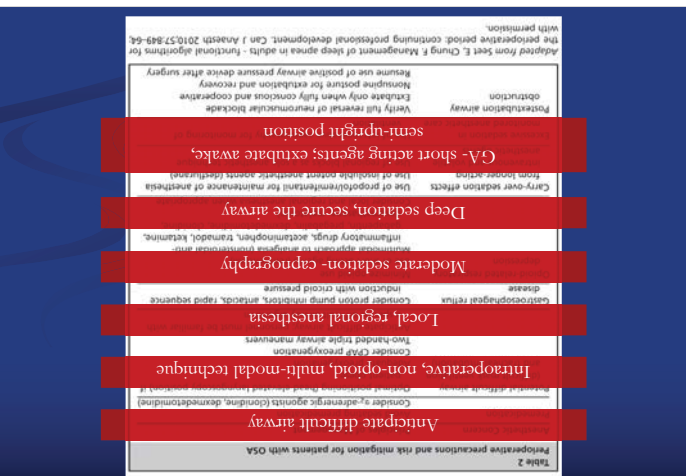 Table 2
Perioperative precautions and risk mitigation for patients with OSA
Anticipate difficult airway
Consider α2-adrenergic agonists (clonidine, dexmedetomidine)
Potential difficult airway Optimal positioning (head elevated laryngoscopy position) if
Intraoperative, non-opioid, multi-modal technique
Consider CPAP preoxygenation
Two-handed triple airway maneuvers
Local, regional anesthesia
Gastroesophageal reflux Consider proton pump inhibitors, antacids, rapid sequence
disease induction with cricoid pressure
Moderate sedation- capnography
Multimodal approach to analgesia (nonsteroidal anti-
inflammatory drugs, acetaminophen, tramadol, ketamine,
Deep sedation, secure the airway
Carry-over sedation effects Use of propofol/remifentanil for maintenance of anesthesia
from longer-acting Use of insoluble potent anesthetic agents (desflurane)
GA- short acting agents; extubate awake,
semi-upright position
Postextubation airway Verify full reversal of neuromuscular blockade
obstruction Extubate only when fully conscious and cooperative
Nonsupine posture for extubation and recovery
Resume use of positive airway pressure device after surgery
Adapted from Seet E, Chung F. Management of sleep apnea in adults - functional algorithms for
the perioperative period: continuing professional development. Can J Anaesth 2010;57:849-64,
with permission.